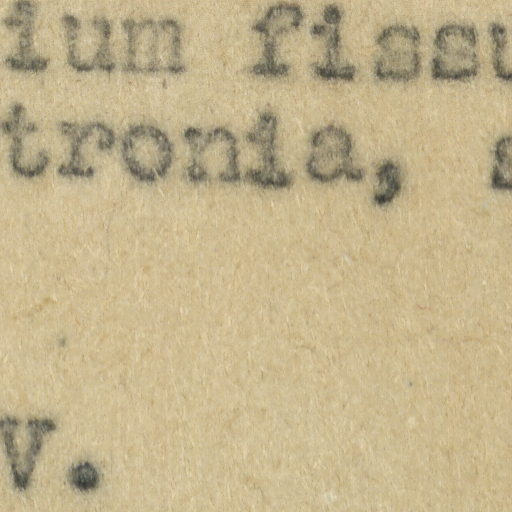 ium fissu
tronia, s
v.